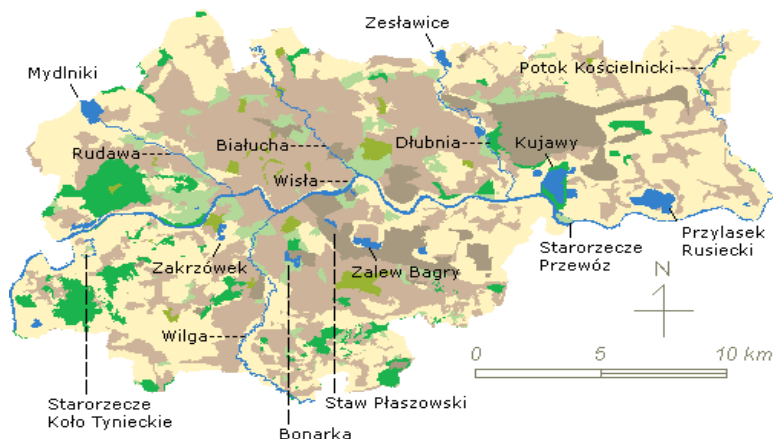 Zesławice
Mydlniki
Potok Kościelnicki
Białucha
Dłubnia
Kujawy
Rudawa
Wisła
Starorzecze
Przewóz
Przylasek
Rusiecki
Zakrzówek
Zalew Bagry
N
Wilga
0 5 10 km
Starorzecze
Koło Tynieckie
Staw Płaszowski
Bonarka